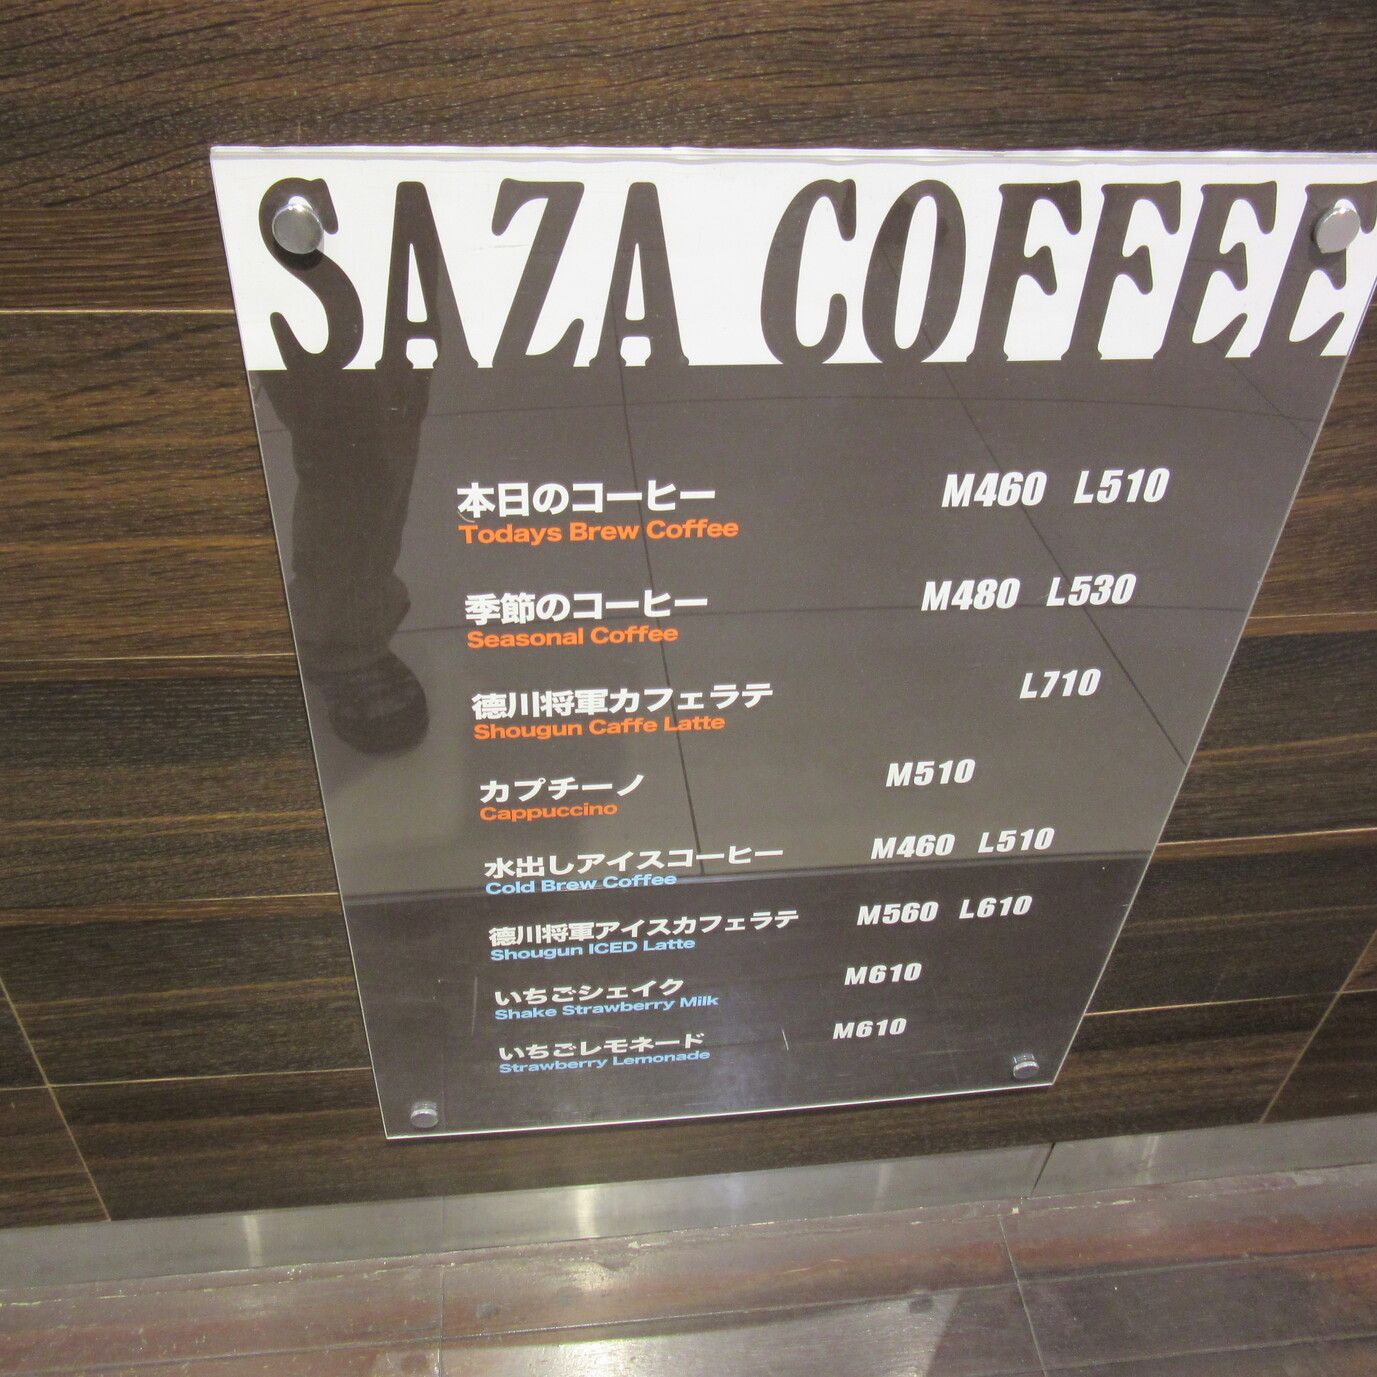 SAZA COFFEE
本日のコーヒー M460 L510
Todays Brew Coffee
季節のコーヒー M480 L530
Seasonal Coffee
徳川将軍カフェラテ L710
Shougun Caffe Latte
カプチーノ M510
Cappuccino
水出しアイスコーヒー M460 L510
Cold Brew Coffee
徳川将軍アイスカフェラテ M560 L610
Shougun ICED Latte
いちごシェイク M610
Shake Strawberry Milk
いちごレモネード M610
Strawberry Lemonade